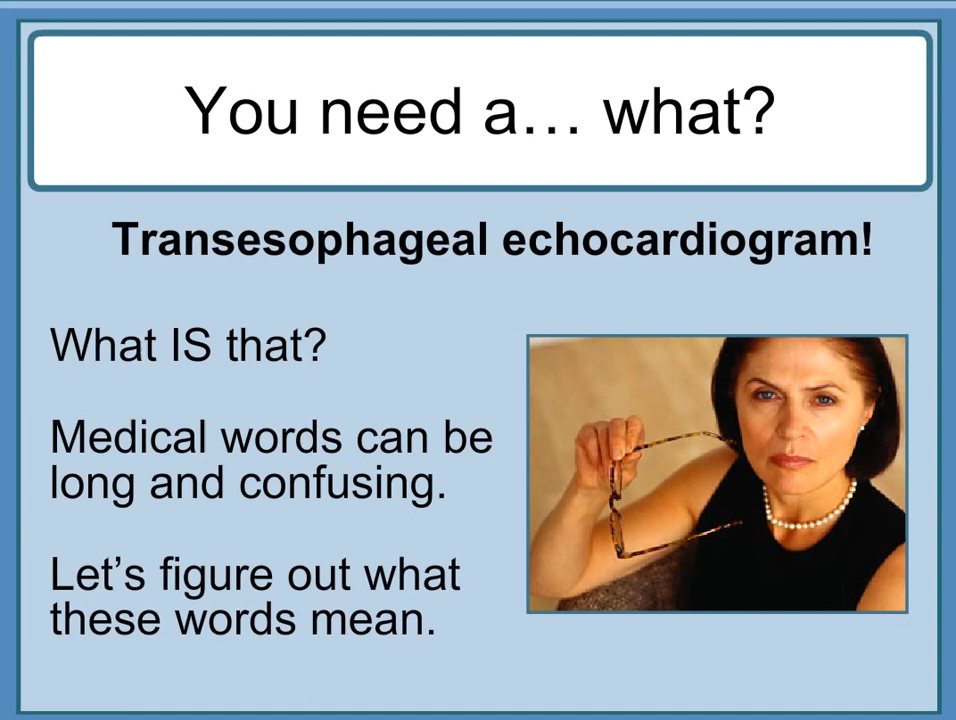 You need a… what?
Transesophageal echocardiogram!
What IS that?
Medical words can be
long and confusing.
Let’s figure out what
these words mean.